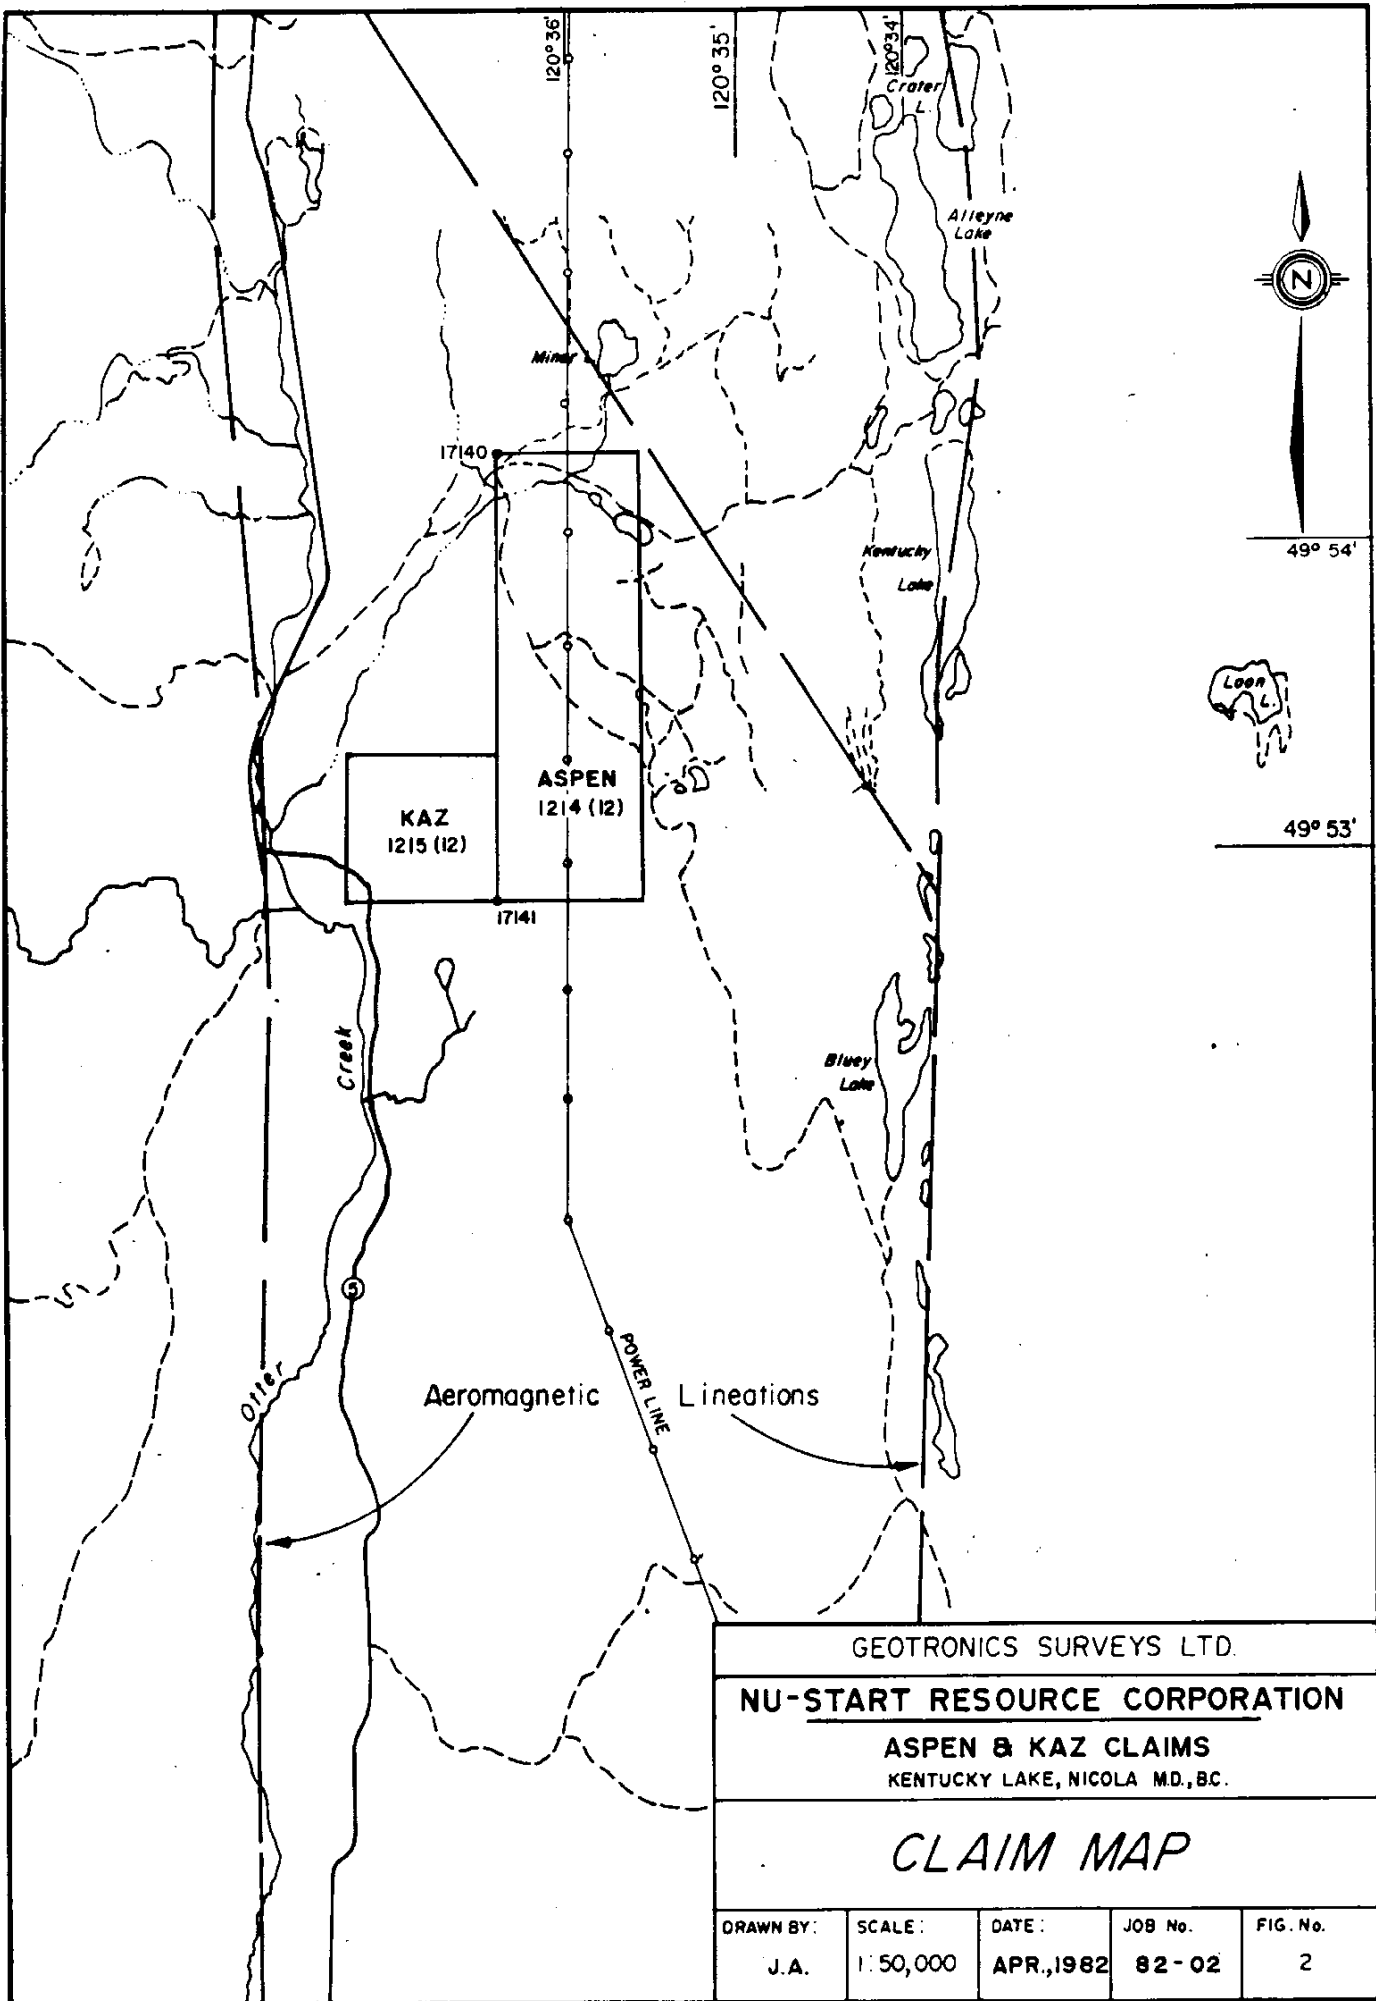 120° 36'
120° 35'
120° 34'
Crater
L.
Alleyne
Lake
N
Miner L.
17140
Kentucky
Lake
49° 54'
Loon
L.
ASPEN
1214 (12)
KAZ
1215 (12)
49° 53'
17141
Creek
Bluey
Lake
5
POWER LINE
Otter
Aeromagnetic Lineations
GEOTRONICS SURVEYS LTD.
NU-START RESOURCE CORPORATION
ASPEN & KAZ CLAIMS
KENTUCKY LAKE, NICOLA M.D., B.C.
CLAIM MAP
DRAWN BY: SCALE: DATE: JOB No. FIG. No.
J.A. 1:50,000 APR., 1982 82-02 2